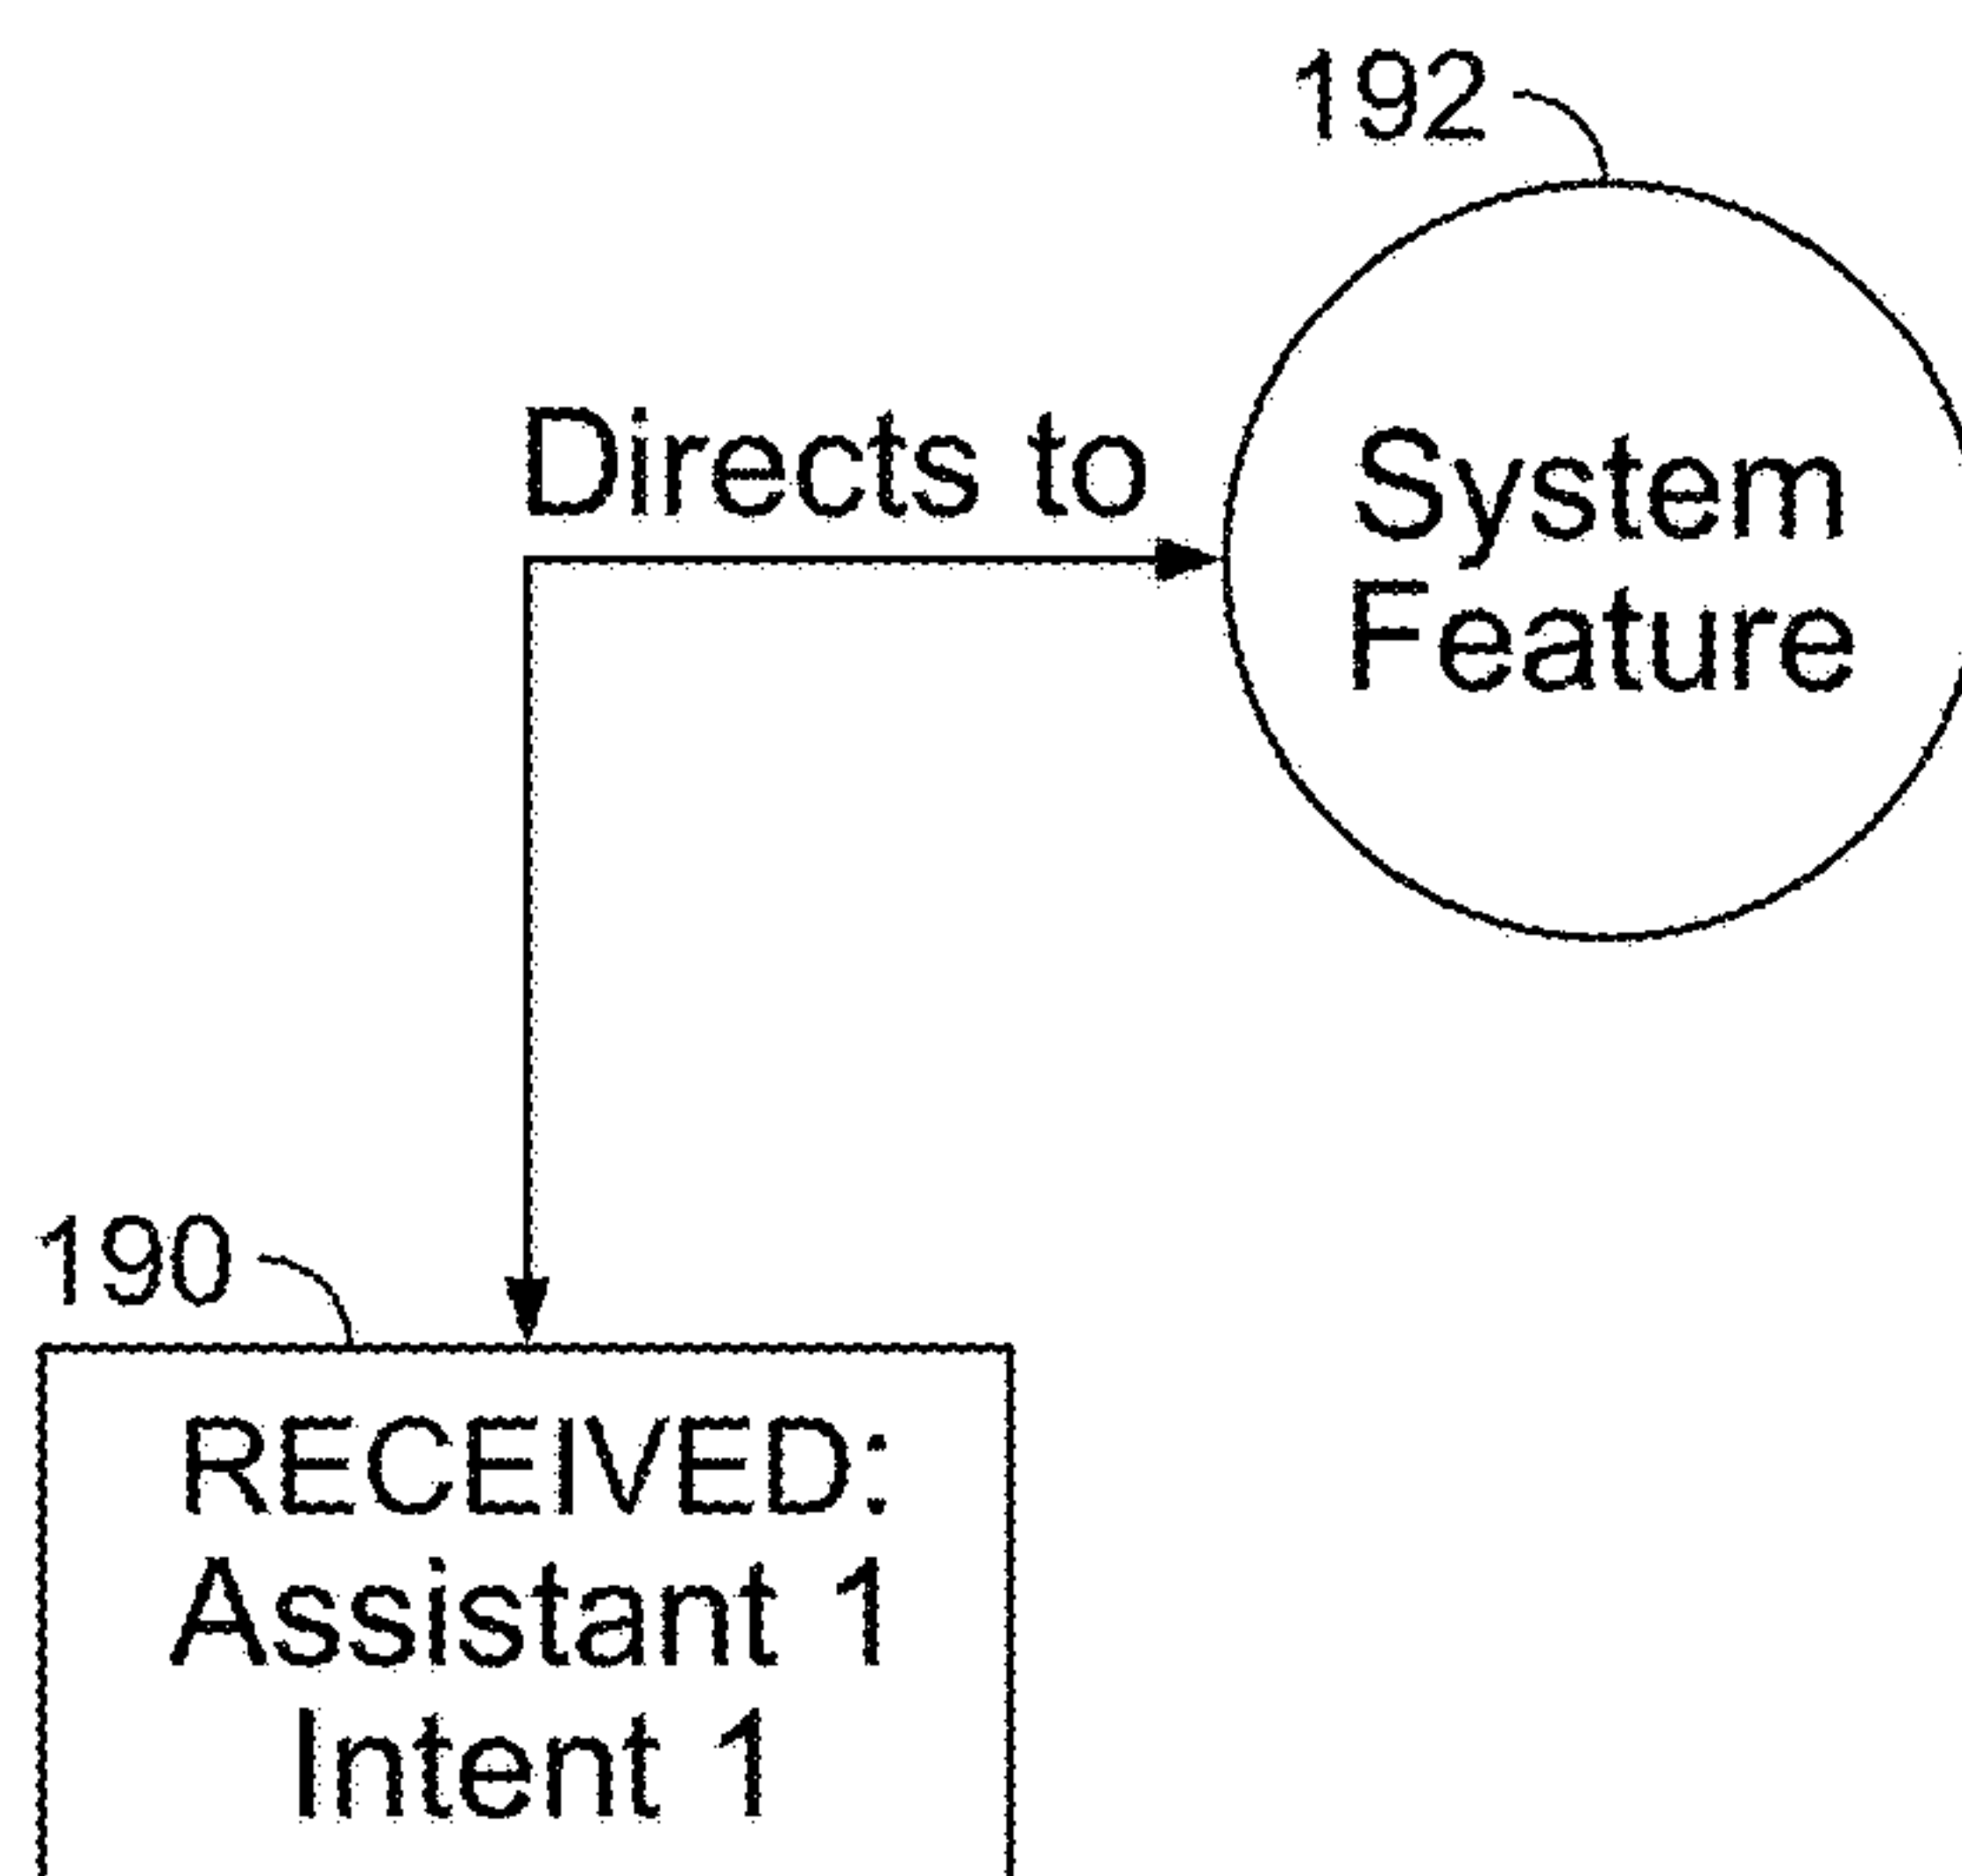 192
Directs to
System
Feature
190
RECEIVED:
Assistant 1
Intent 1